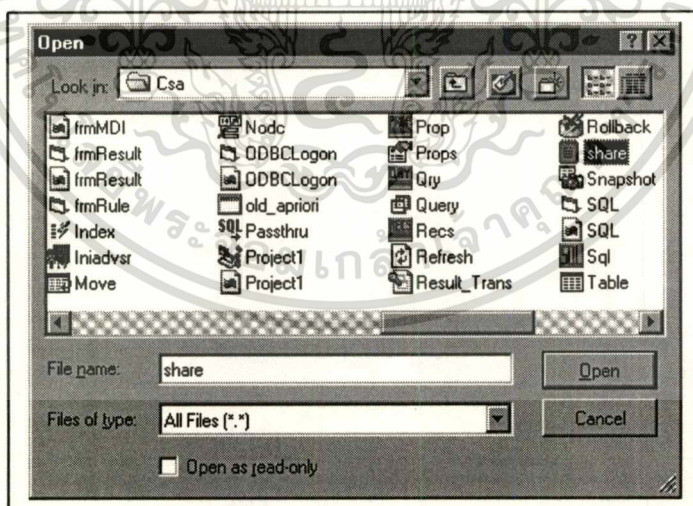 Open
Look in: Csa
frmMDI Node Prop Rollback
frmResult ODBCLogon Props share
frmResult ODBCLogon Qry Snapshot
frmRule old_apriori Query SQL
Index Passthru Recs SQL
Iniadvsr Project1 Refresh Sql
Move Project1 Result_Trans Table
File name: share Open
Files of type: All Files (*.*) Cancel
Open as read-only